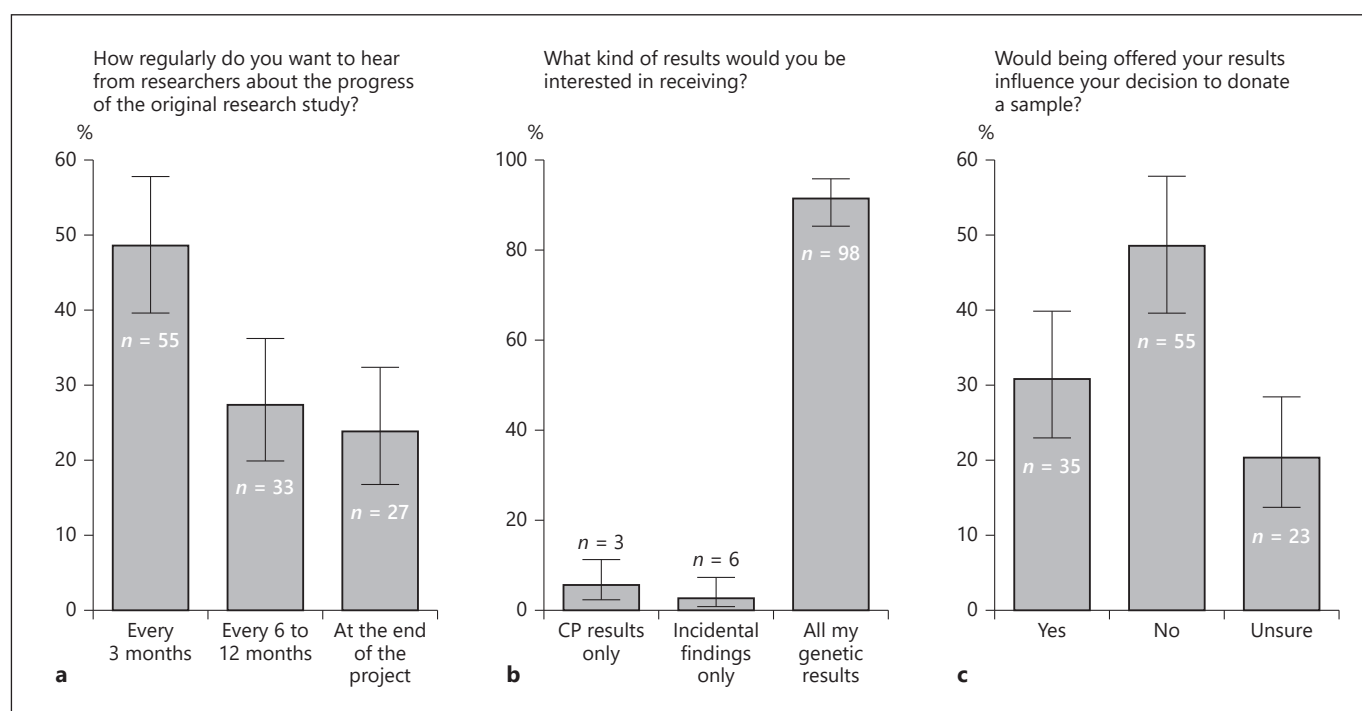 How regularly do you want to hear
from researchers about the progress
of the original research study?
%
60
50
40
30
20
10
0
n = 55
n = 33
n = 27
Every
3 months
Every 6 to
12 months
At the end
of the
project
a
What kind of results would you be
interested in receiving?
%
100
80
60
40
20
0
n = 3
n = 6
n = 98
CP results
only
Incidental
findings
only
All my
genetic
results
b
Would being offered your results
influence your decision to donate
a sample?
%
60
50
40
30
20
10
0
n = 35
n = 55
n = 23
Yes
No
Unsure
c